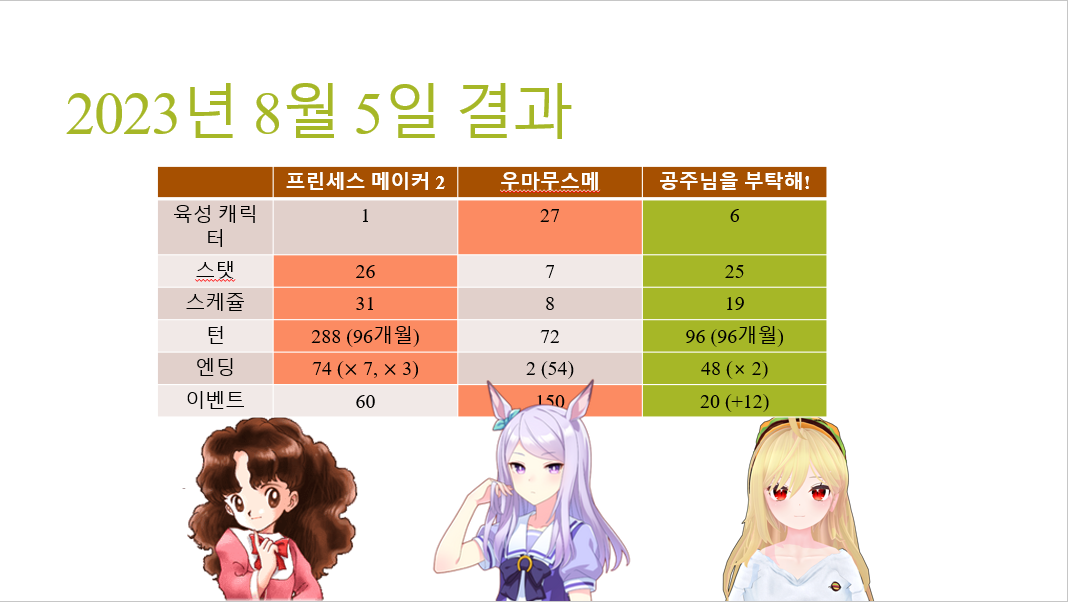 2023년 8월 5일 결과
프린세스 메이커 2 우마무스메 공주님을 부탁해!
육성 캐릭
터 1 27 6
스탯 26 7 25
스케쥴 31 8 19
턴 288 (96개월) 72 96 (96개월)
엔딩 74 (× 7, × 3) 2 (54) 48 (× 2)
이벤트 60 150 20 (+12)